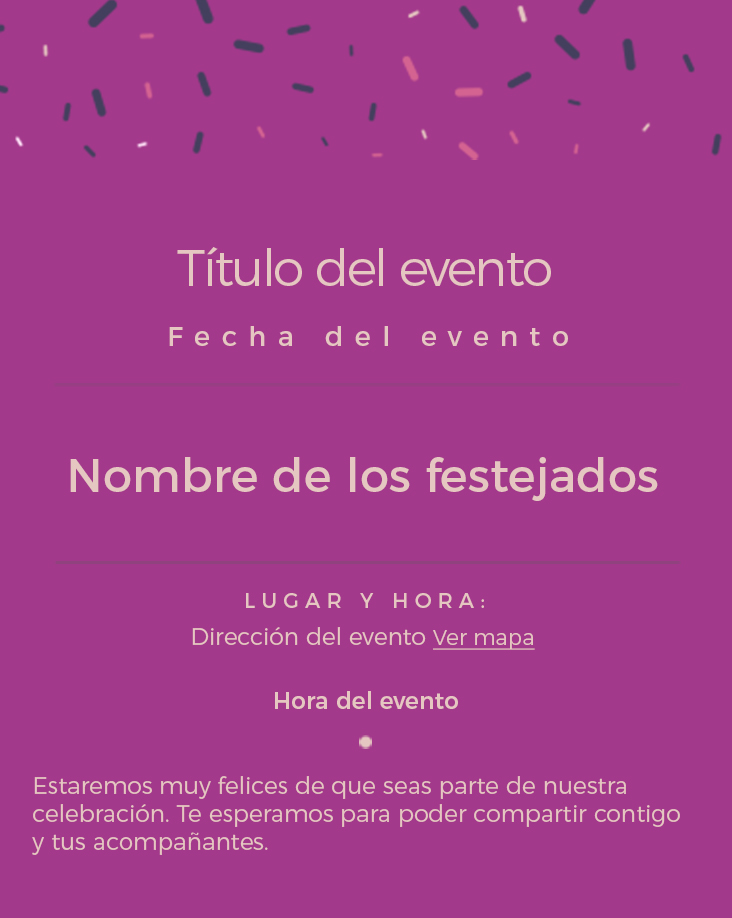 Título del evento
Fecha del evento
Nombre de los festejados
LUGAR Y HORA:
Dirección del evento Ver mapa
Hora del evento
Estaremos muy felices de que seas parte de nuestra
celebración. Te esperamos para poder compartir contigo
y tus acompañantes.